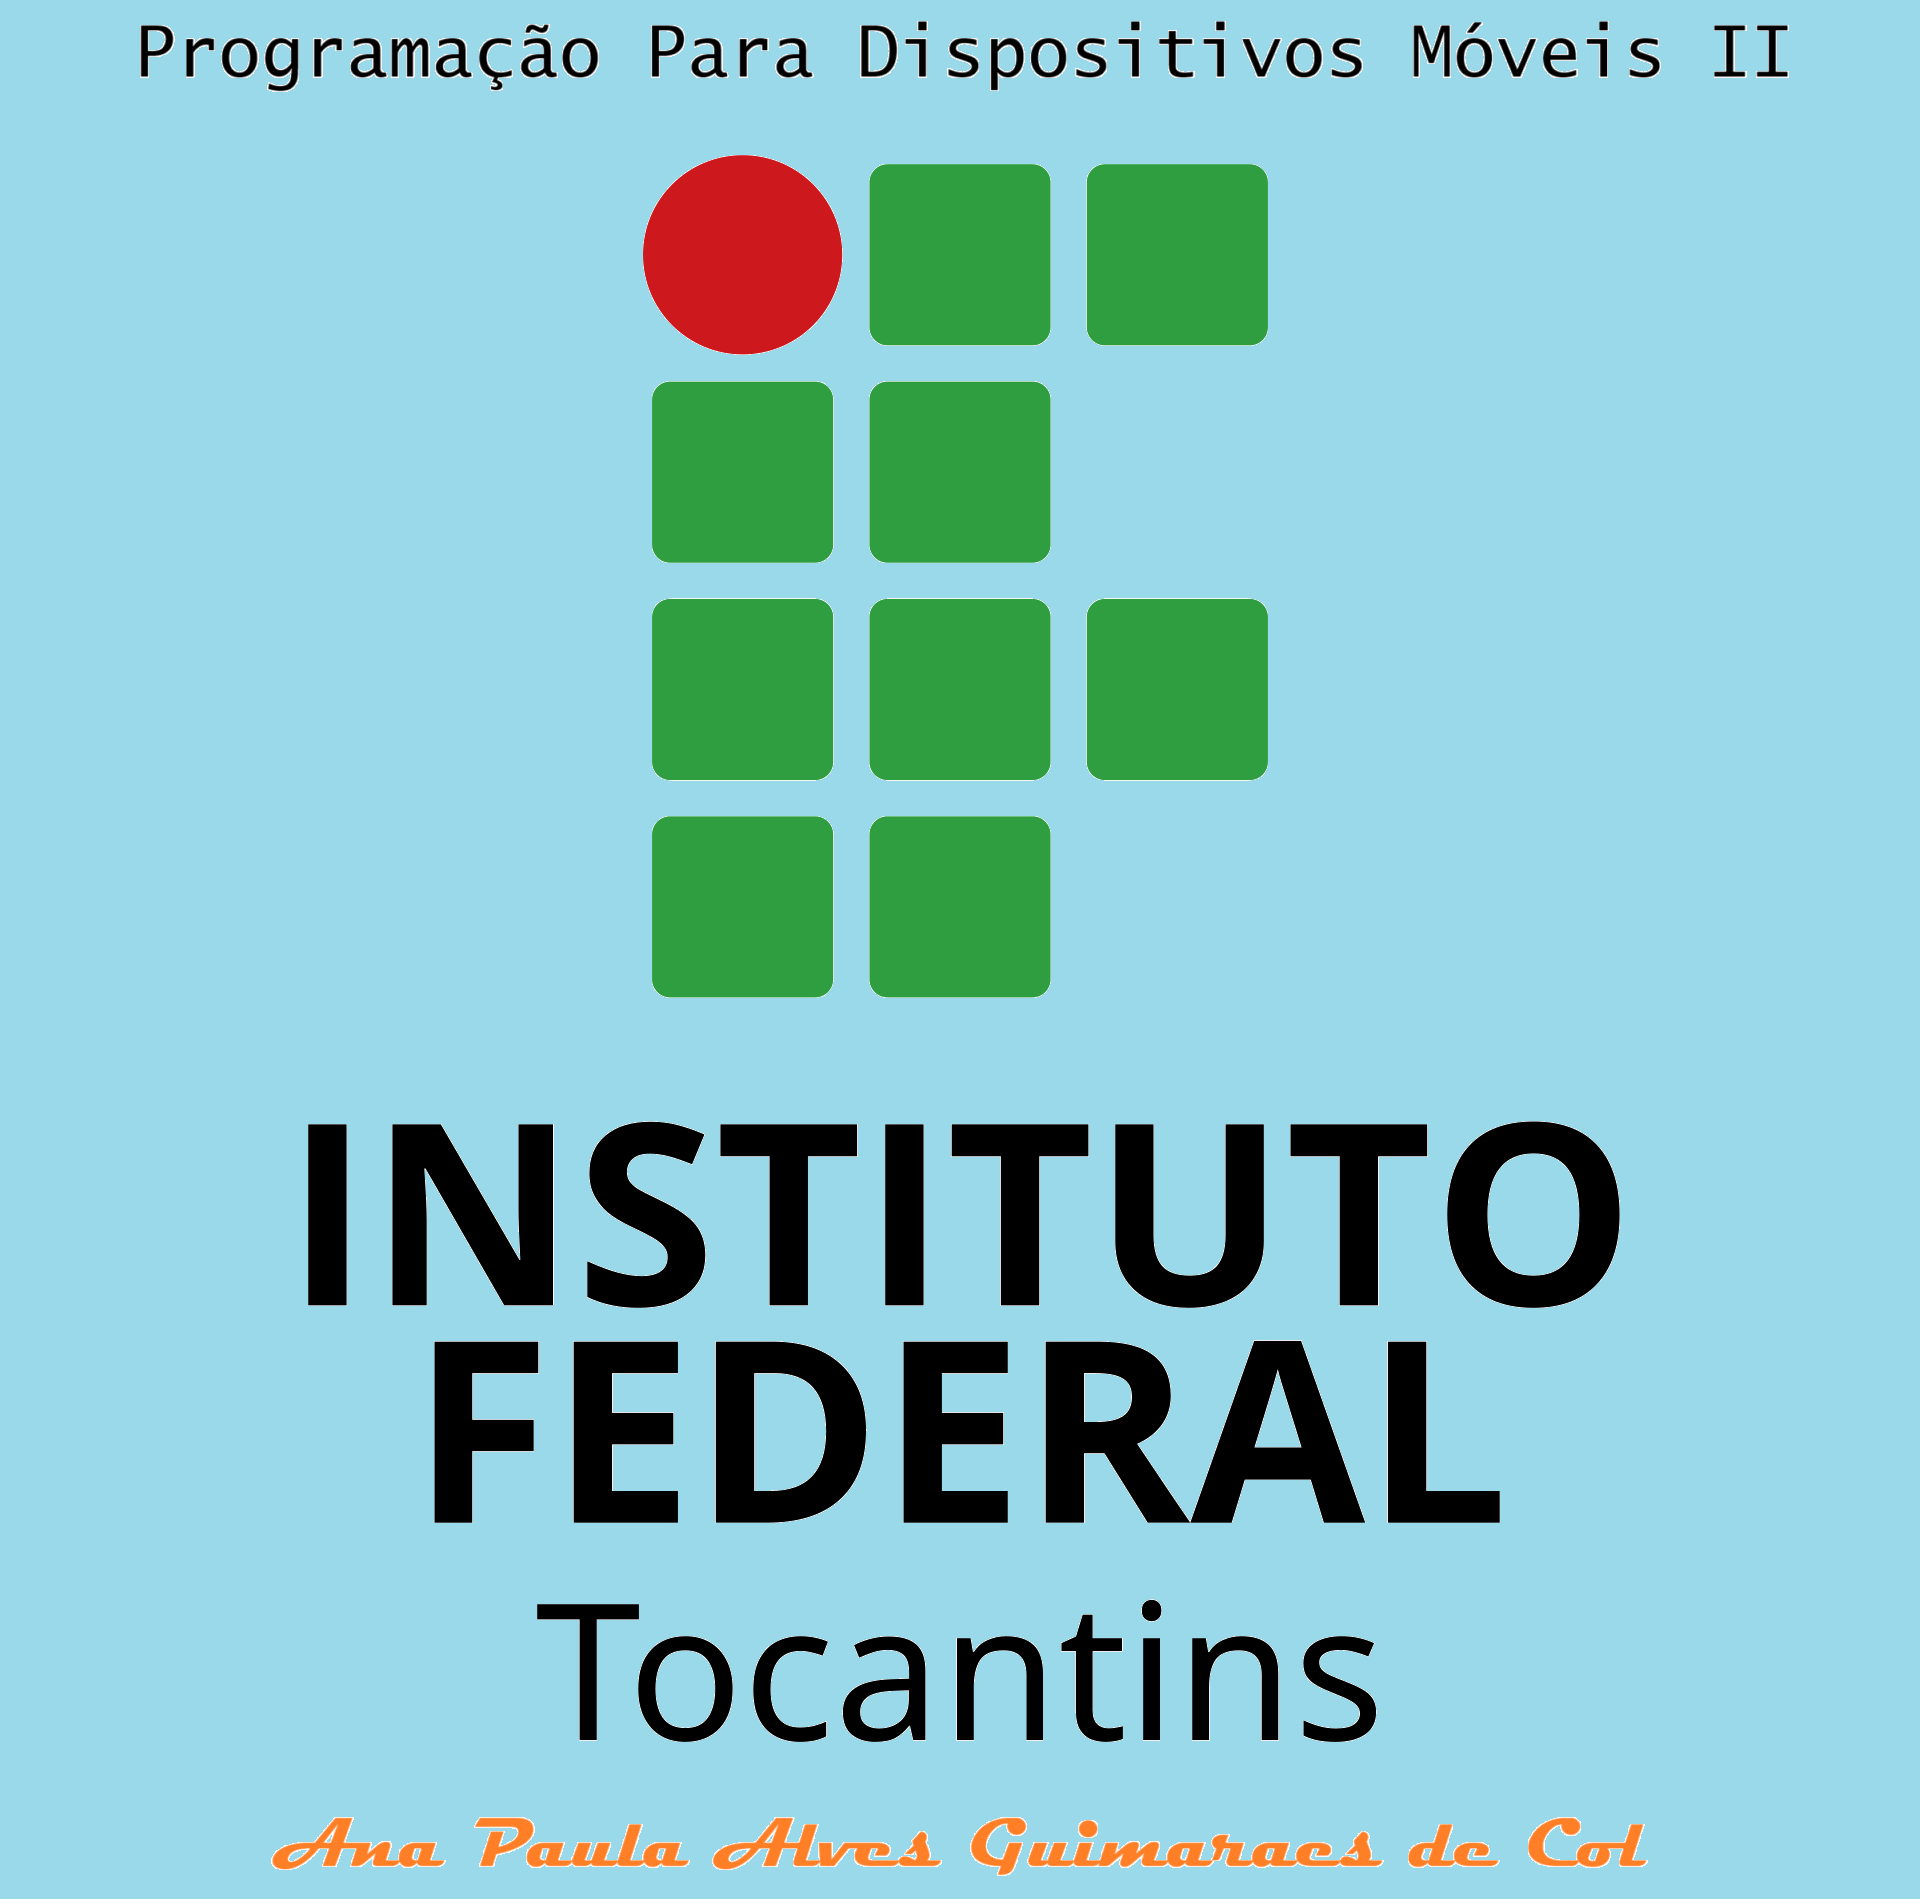 Programação Para Dispositivos Móveis II
INSTITUTO
FEDERAL
Tocantins
Ana Paula Alves Guimaraes de Col